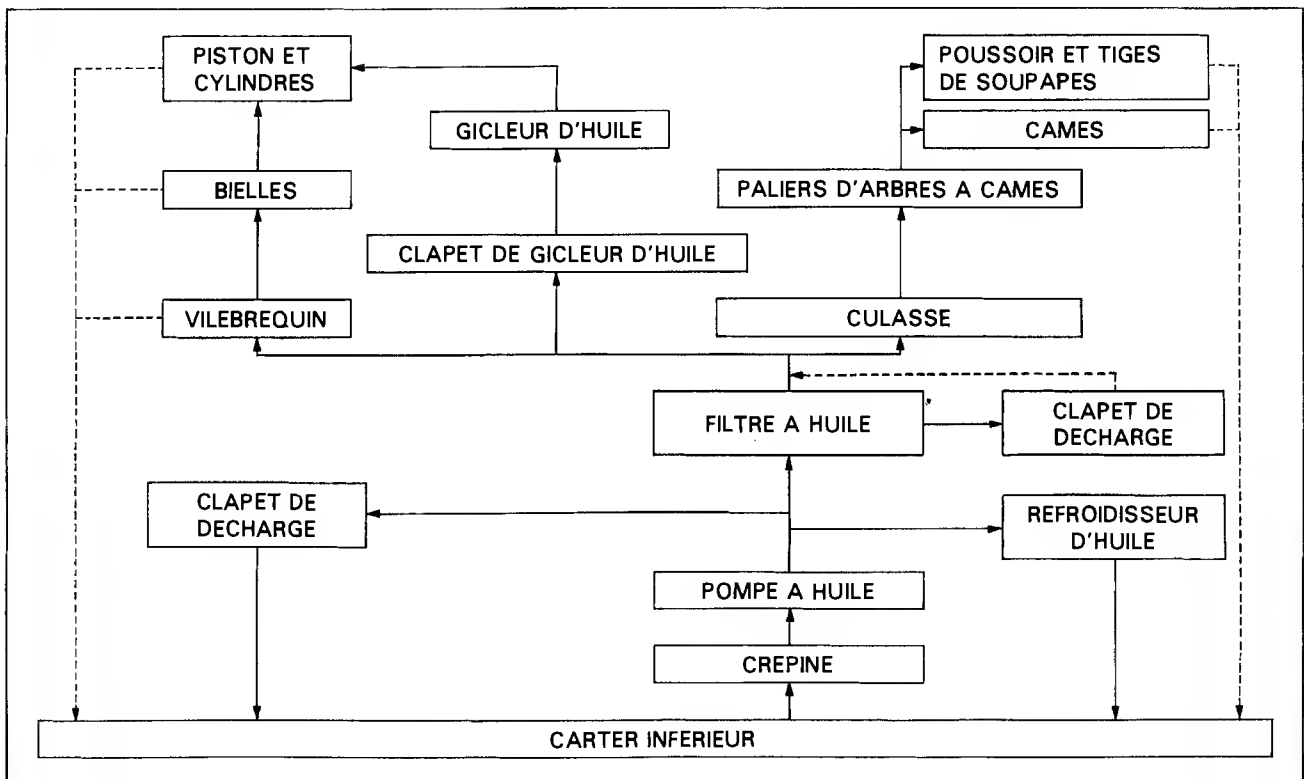 PISTON ET
CYLINDRES
POUSSOIR ET TIGES
DE SOUPAPES
GICLEUR D'HUILE
CAMES
BIELLES
PALIERS D'ARBRES A CAMES
CLAPET DE GICLEUR D'HUILE
VILEBREQUIN
CULASSE
FILTRE A HUILE
CLAPET DE
DECHARGE
CLAPET DE
DECHARGE
REFROIDISSEUR
D'HUILE
POMPE A HUILE
CREPINE
CARTER INFERIEUR